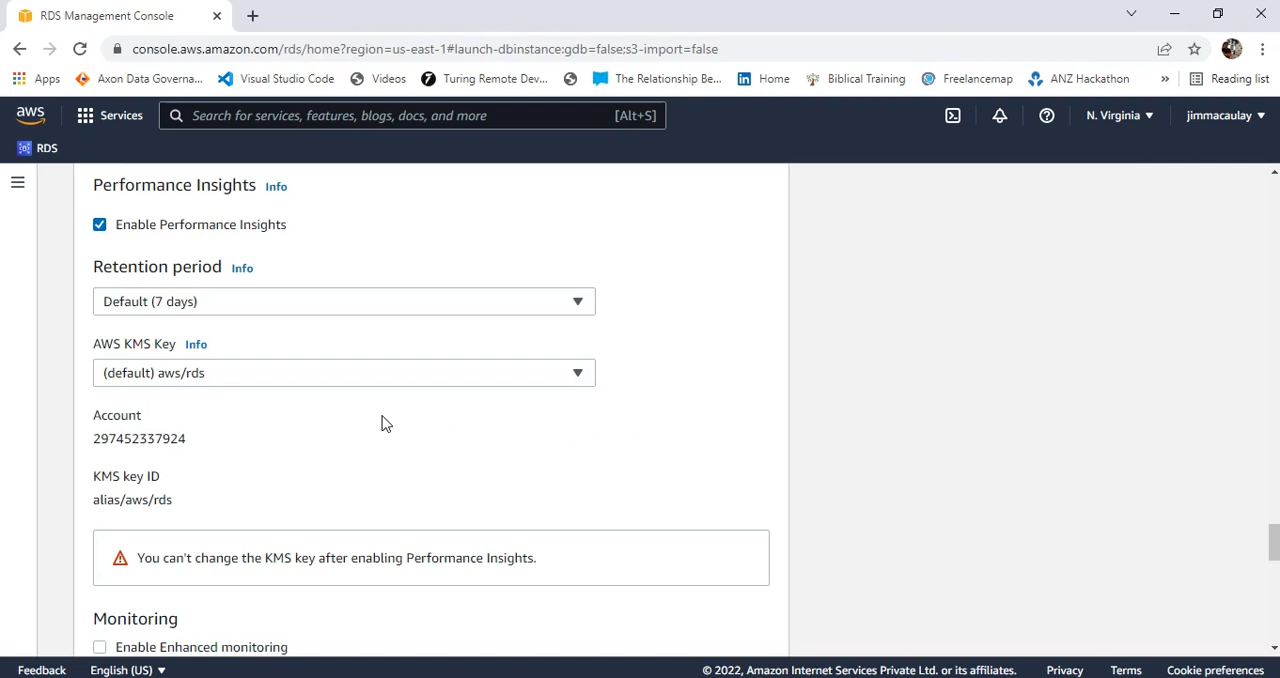 RDS Management Console
console.aws.amazon.com/rds/home?region=us-east-1#launch-dbinstance:gdb=false;s3-import=false
Apps
Axon Data Governa...
Visual Studio Code
Videos
Turing Remote Dev...
The Relationship Be...
Home
Biblical Training
Freelancemap
ANZ Hackathon
»
Reading list
aws
Services
Search for services, features, blogs, docs, and more
[Alt+S]
N. Virginia
jimmacaulay
RDS
Performance Insights Info
Enable Performance Insights
Retention period Info
Default (7 days)
AWS KMS Key Info
(default) aws/rds
Account
297452337924
KMS key ID
alias/aws/rds
You can't change the KMS key after enabling Performance Insights.
Monitoring
Enable Enhanced monitoring
Feedback
English (US)
© 2022, Amazon Internet Services Private Ltd. or its affiliates.
Privacy
Terms
Cookie preferences